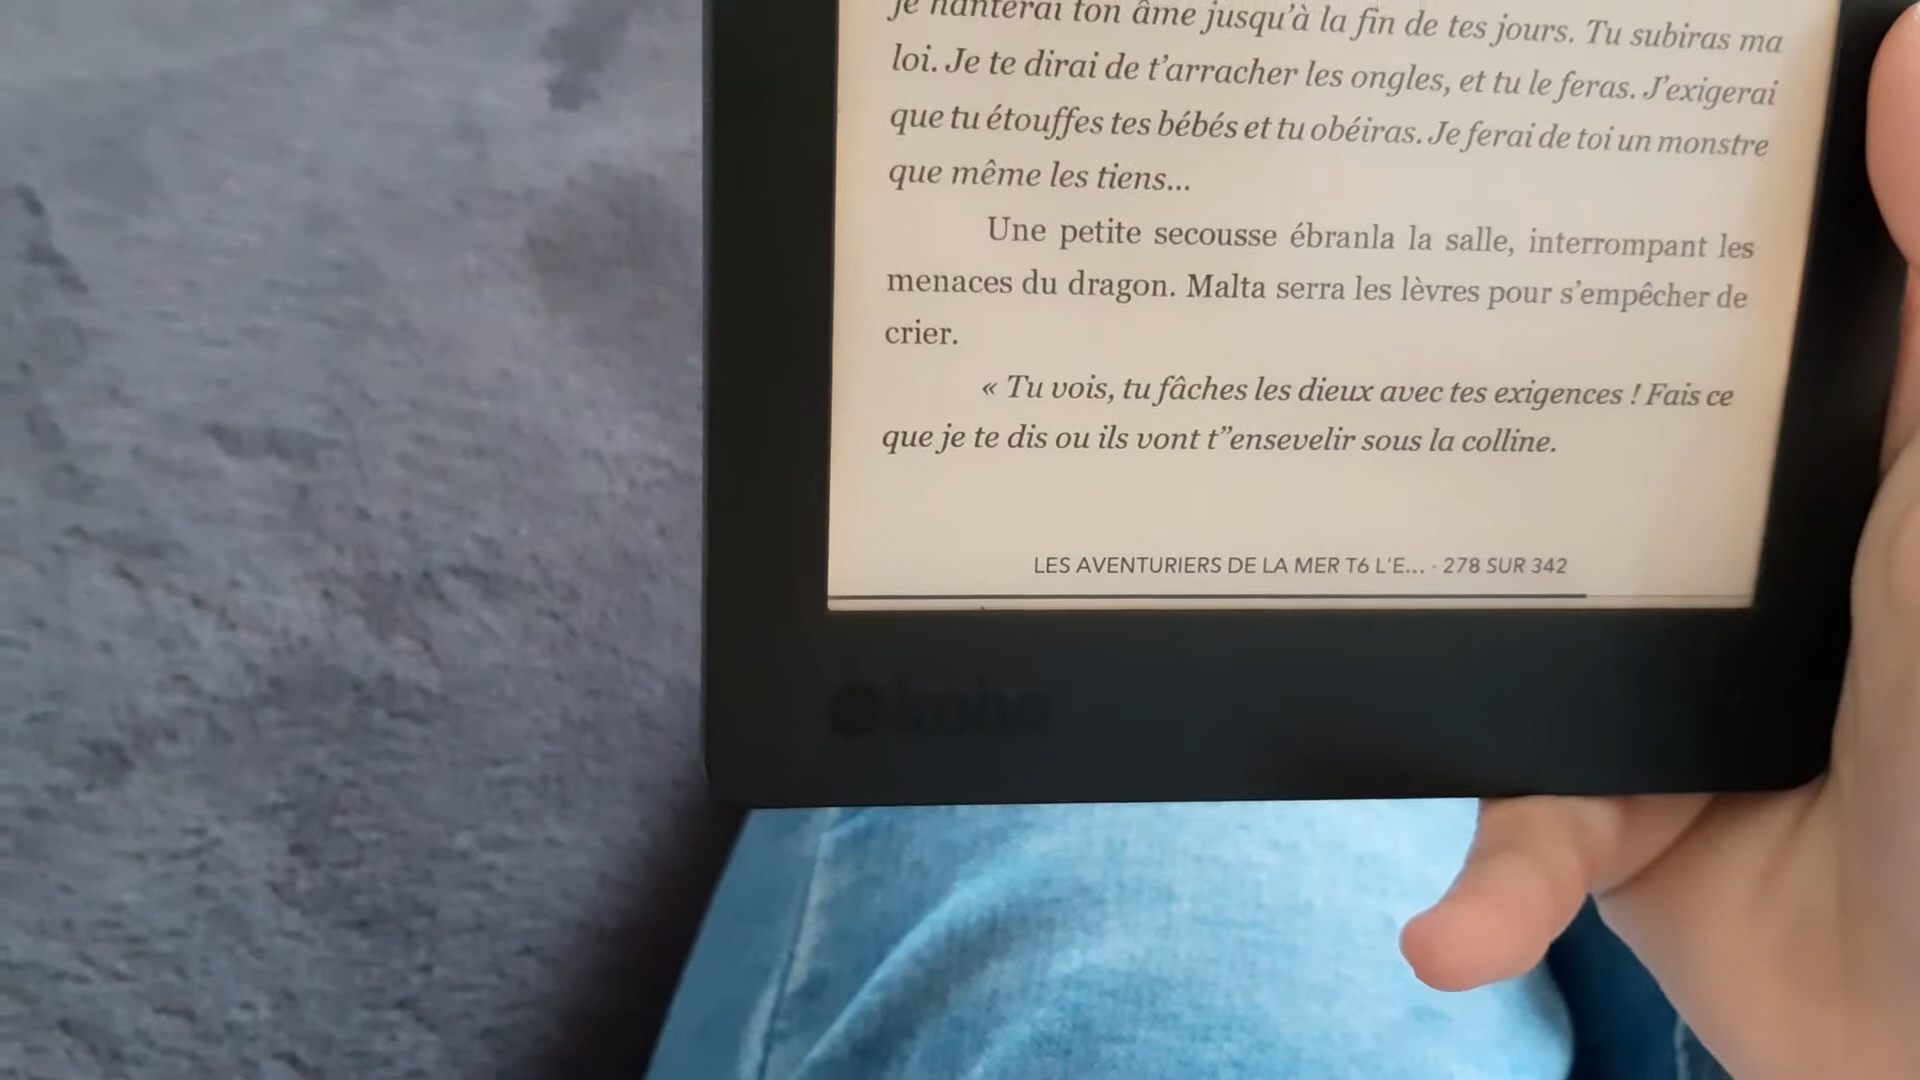 je hanterai ton âme jusqu'à la fin de tes jours. Tu subiras ma
loi. Je te dirai de t'arracher les ongles, et tu le feras. J'exigerai
que tu étouffes tes bébés et tu obéiras. Je ferai de toi un monstre
que même les tiens...
Une petite secousse ébranla la salle, interrompant les
menaces du dragon. Malta serra les lèvres pour s'empêcher de
crier.
« Tu vois, tu fâches les dieux avec tes exigences ! Fais ce
que je te dis ou ils vont t’’ensevelir sous la colline.
LES AVENTURIERS DE LA MER T6 L'E... · 278 SUR 342
kobo